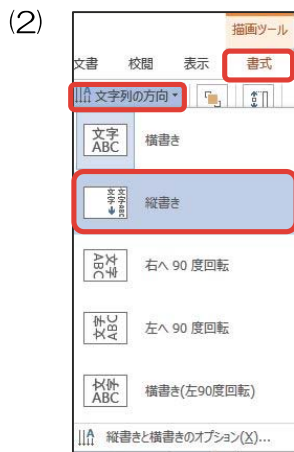 (2)
描画ツール
文書 校閲 表示 書式
文字列の方向
文字
ABC
横書き
縦書き
右へ 90 度回転
左へ 90 度回転
横書き(左90度回転)
縦書きと横書きのオプション(X)...